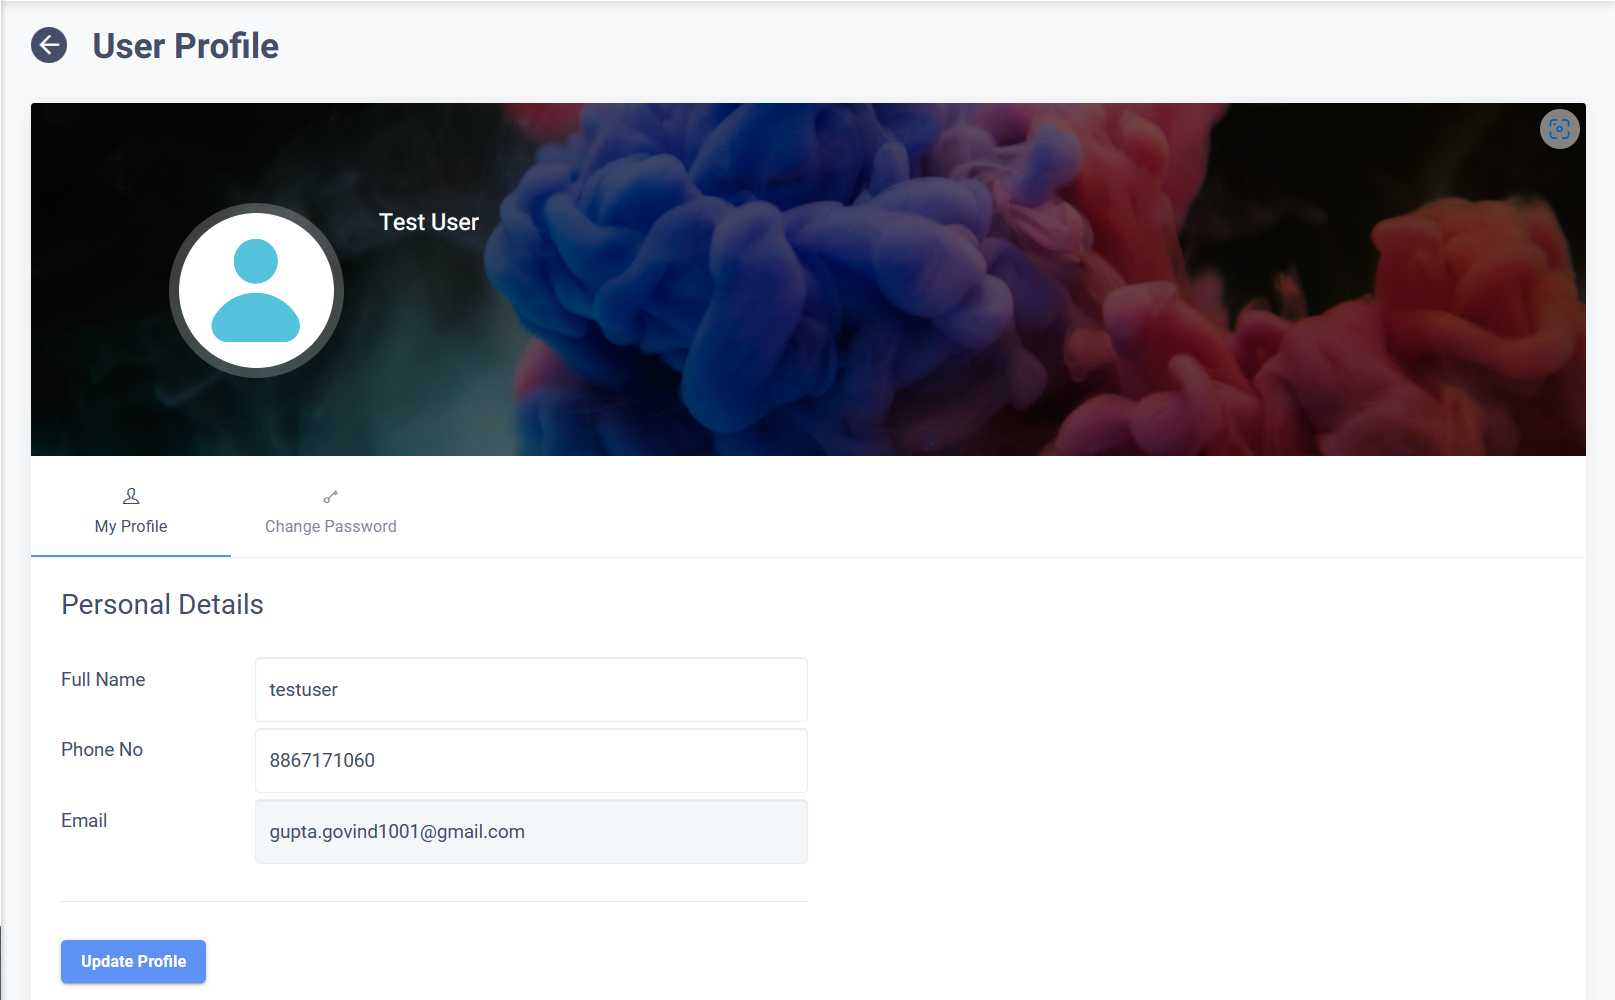 User Profile
Test User
My Profile
Change Password
Personal Details
Full Name
testuser
Phone No
8867171060
Email
gupta.govind1001@gmail.com
Update Profile